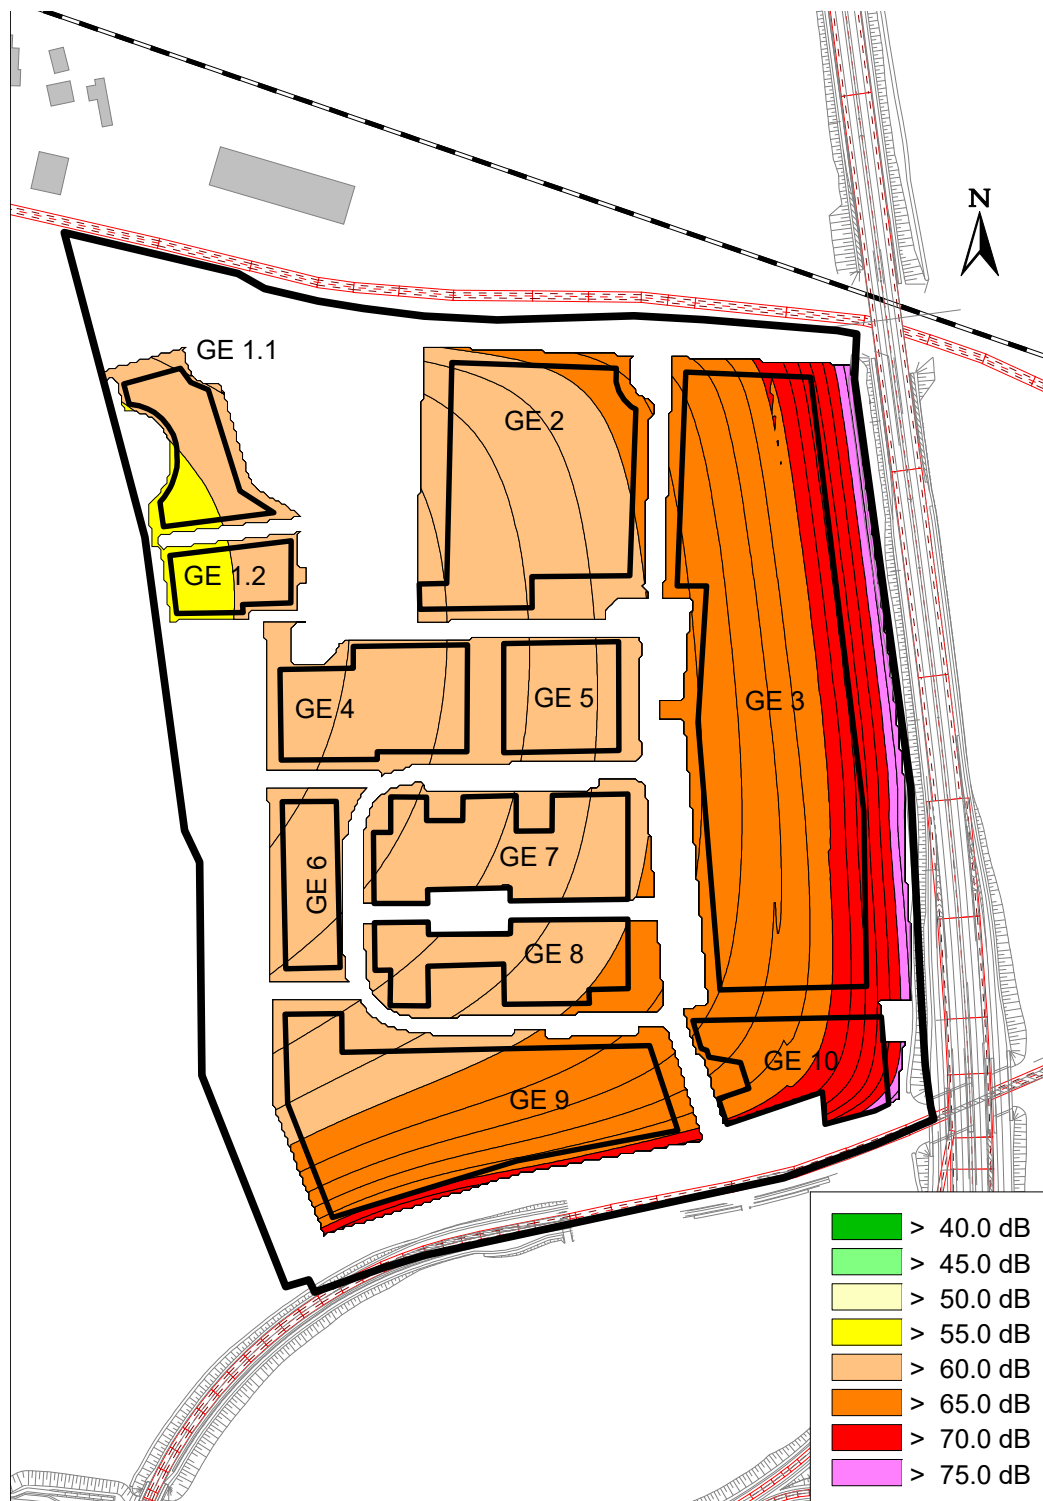 N
GE 1.1
GE 2
GE 1.2
GE 4
GE 5
GE 3
GE 6
GE 7
GE 8
GE 10
GE 9
> 40.0 dB
> 45.0 dB
> 50.0 dB
> 55.0 dB
> 60.0 dB
> 65.0 dB
> 70.0 dB
> 75.0 dB